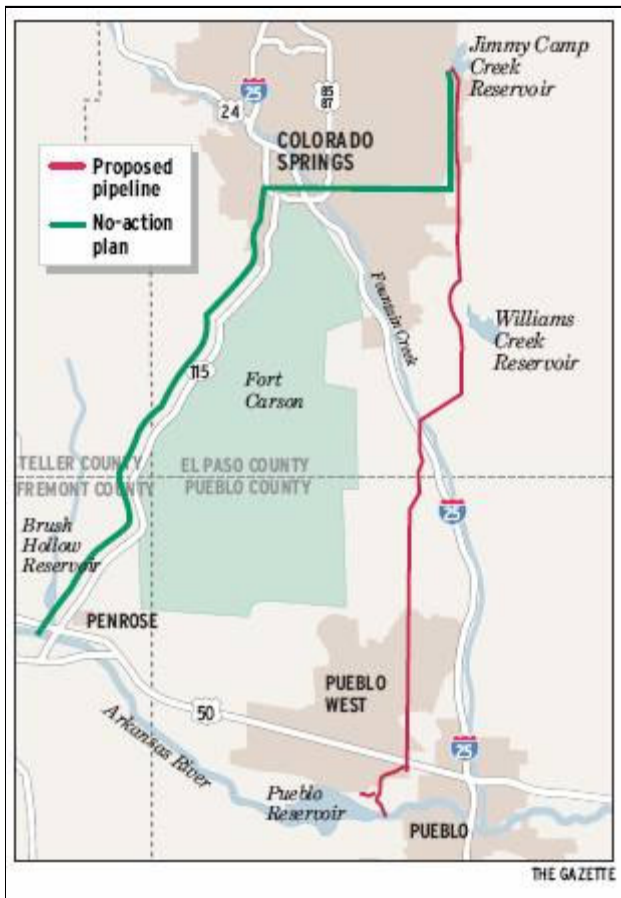 Jimmy Camp
Creek
Reservoir
25
85
87
24
COLORADO
SPRINGS
Proposed
pipeline
No-action
plan
Fountain Creek
Williams
Creek
Reservoir
115
Fort
Carson
TELLER COUNTY
EL PASO COUNTY
FREMONT COUNTY
PUEBLO COUNTY
25
Brush
Hollow
Reservoir
PENROSE
PUEBLO
WEST
50
Arkansas River
25
Pueblo
Reservoir
PUEBLO
THE GAZETTE